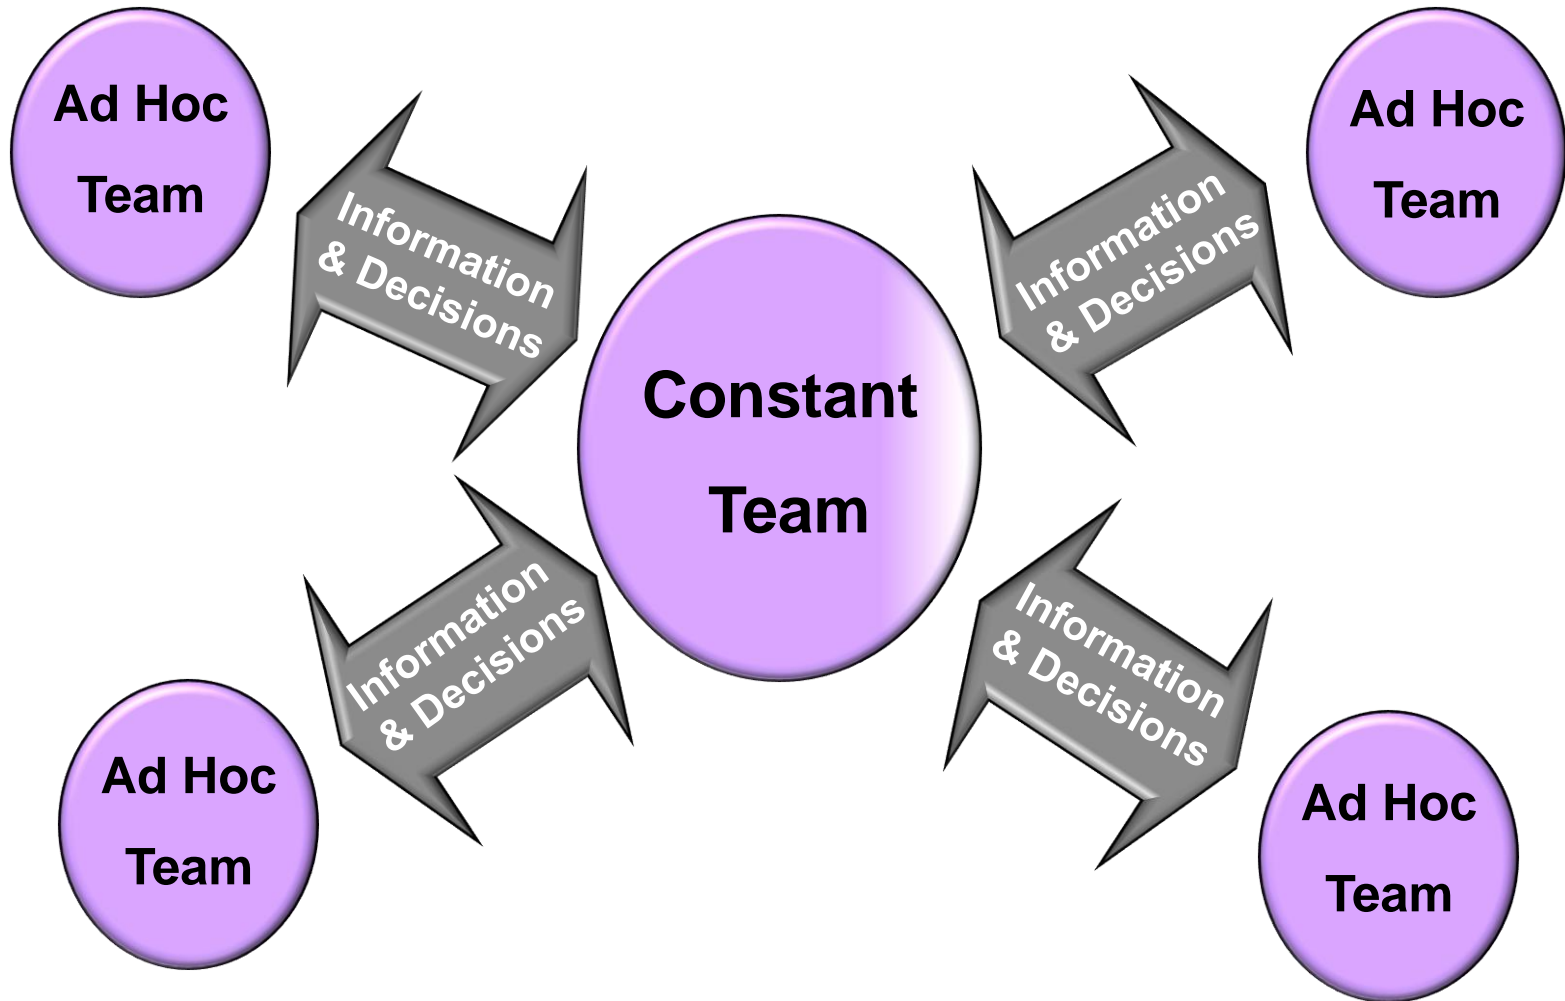 Ad Hoc
Team
Ad Hoc
Team
Information
& Decisions
Information
& Decisions
Constant
Team
Information
& Decisions
Information
& Decisions
Ad Hoc
Team
Ad Hoc
Team